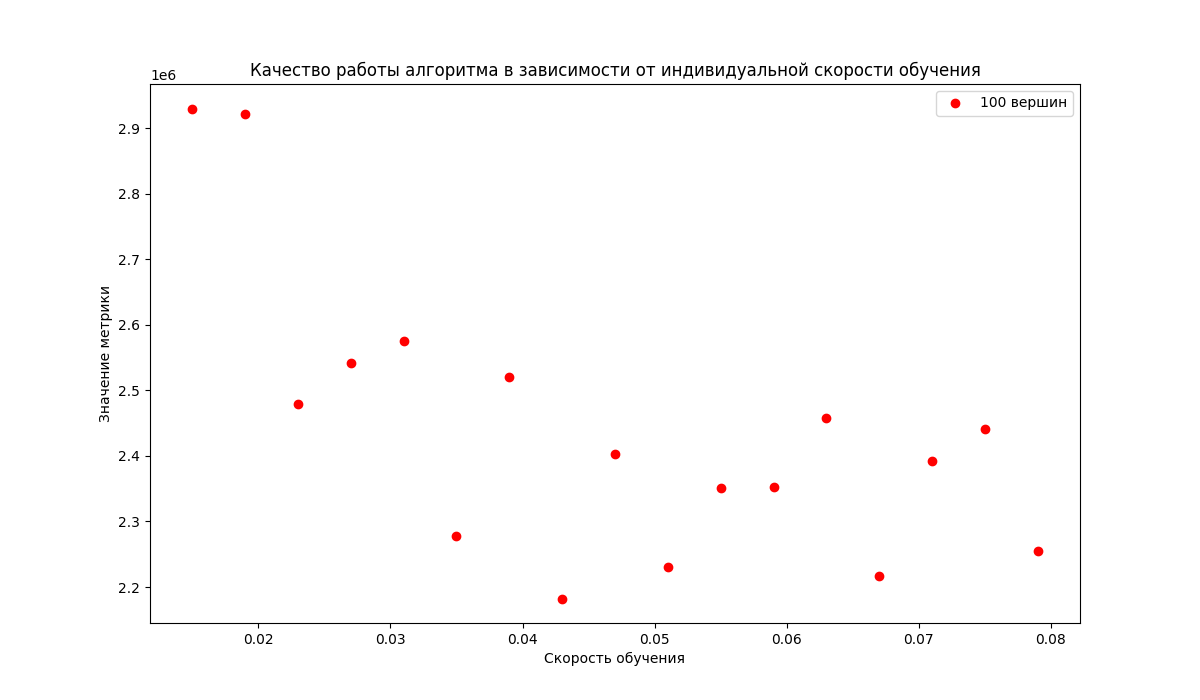 Качество работы алгоритма в зависимости от индивидуальной скорости обучения
1e6
100 вершин
2.9
2.8
2.7
2.6
2.5
2.4
2.3
2.2
Значение метрики
0.02 0.03 0.04 0.05 0.06 0.07 0.08
Скорость обучения